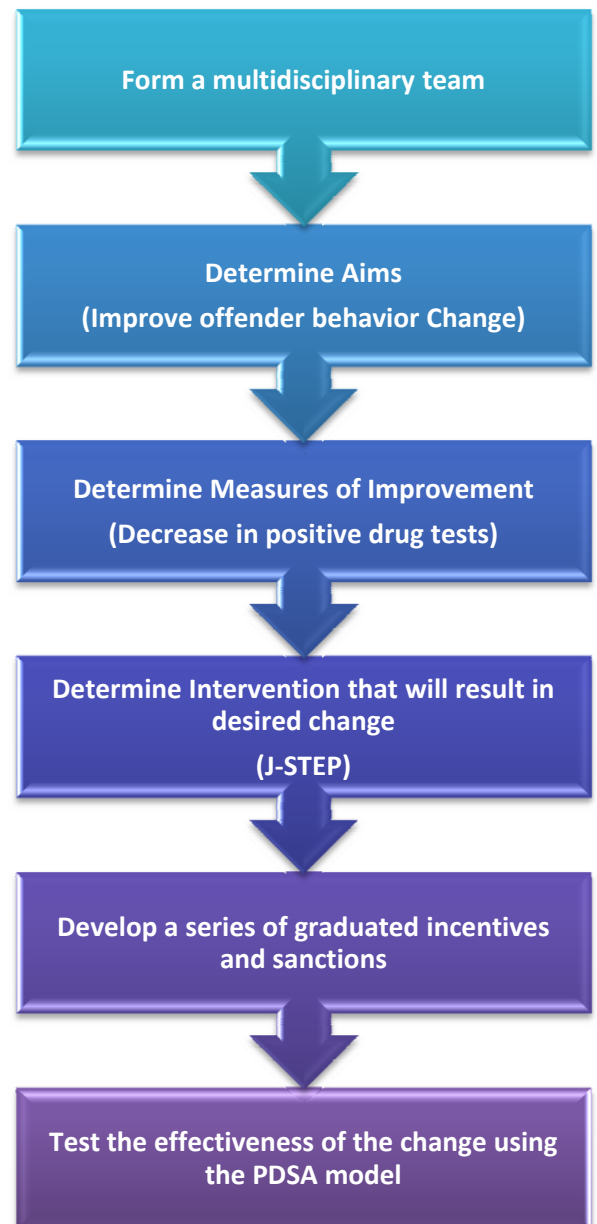 Form a multidisciplinary team
Determine Aims
(Improve offender behavior Change)
Determine Measures of Improvement
(Decrease in positive drug tests)
Determine Intervention that will result in
desired change
(J-STEP)
Develop a series of graduated incentives
and sanctions
Test the effectiveness of the change using
the PDSA model